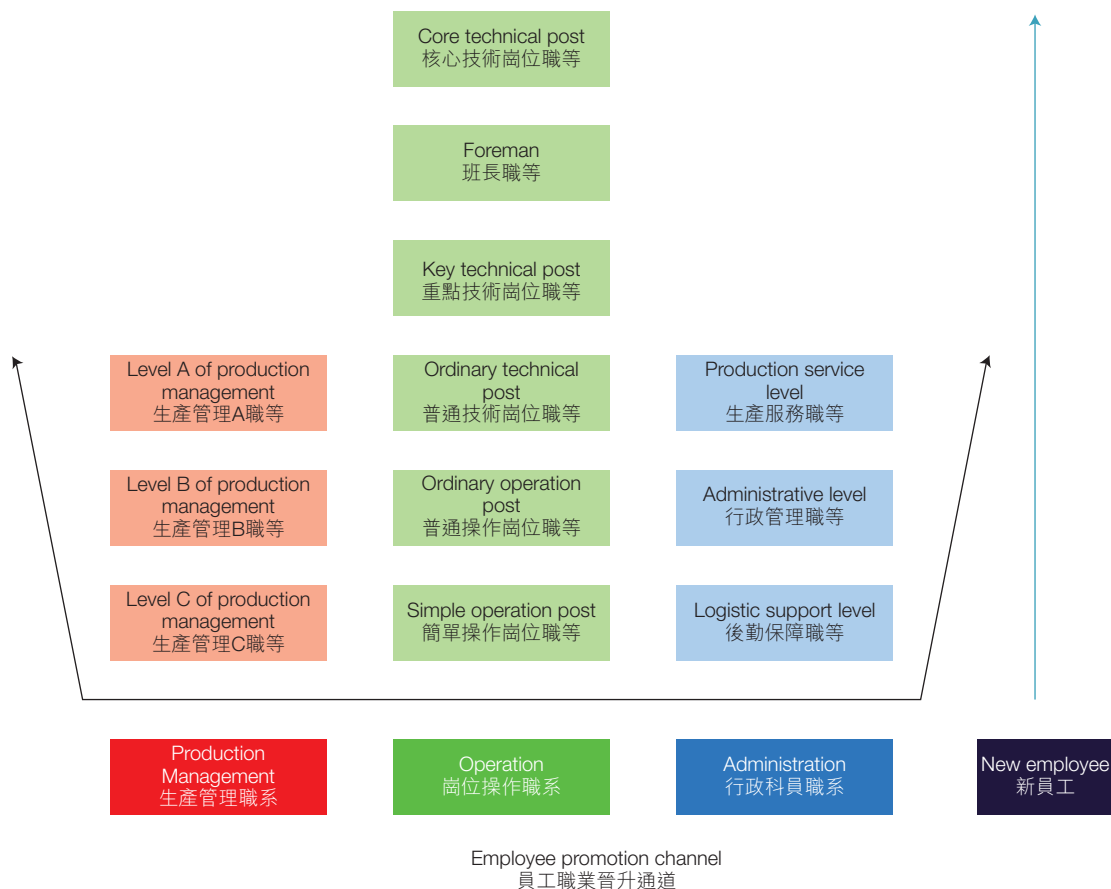 Core technical post
核心技術崗位職等
Foreman
班長職等
Key technical post
重點技術崗位職等
Level A of production
management
生產管理A職等
Ordinary technical
post
普通技術崗位職等
Production service
level
生產服務職等
Level B of production
management
生產管理B職等
Ordinary operation
post
普通操作崗位職等
Administrative level
行政管理職等
Level C of production
management
生產管理C職等
Simple operation post
簡單操作崗位職等
Logistic support level
後勤保障職等
Production
Management
生產管理職系
Operation
崗位操作職系
Administration
行政科員職系
New employee
新員工
Employee promotion channel
員工職業晉升通道